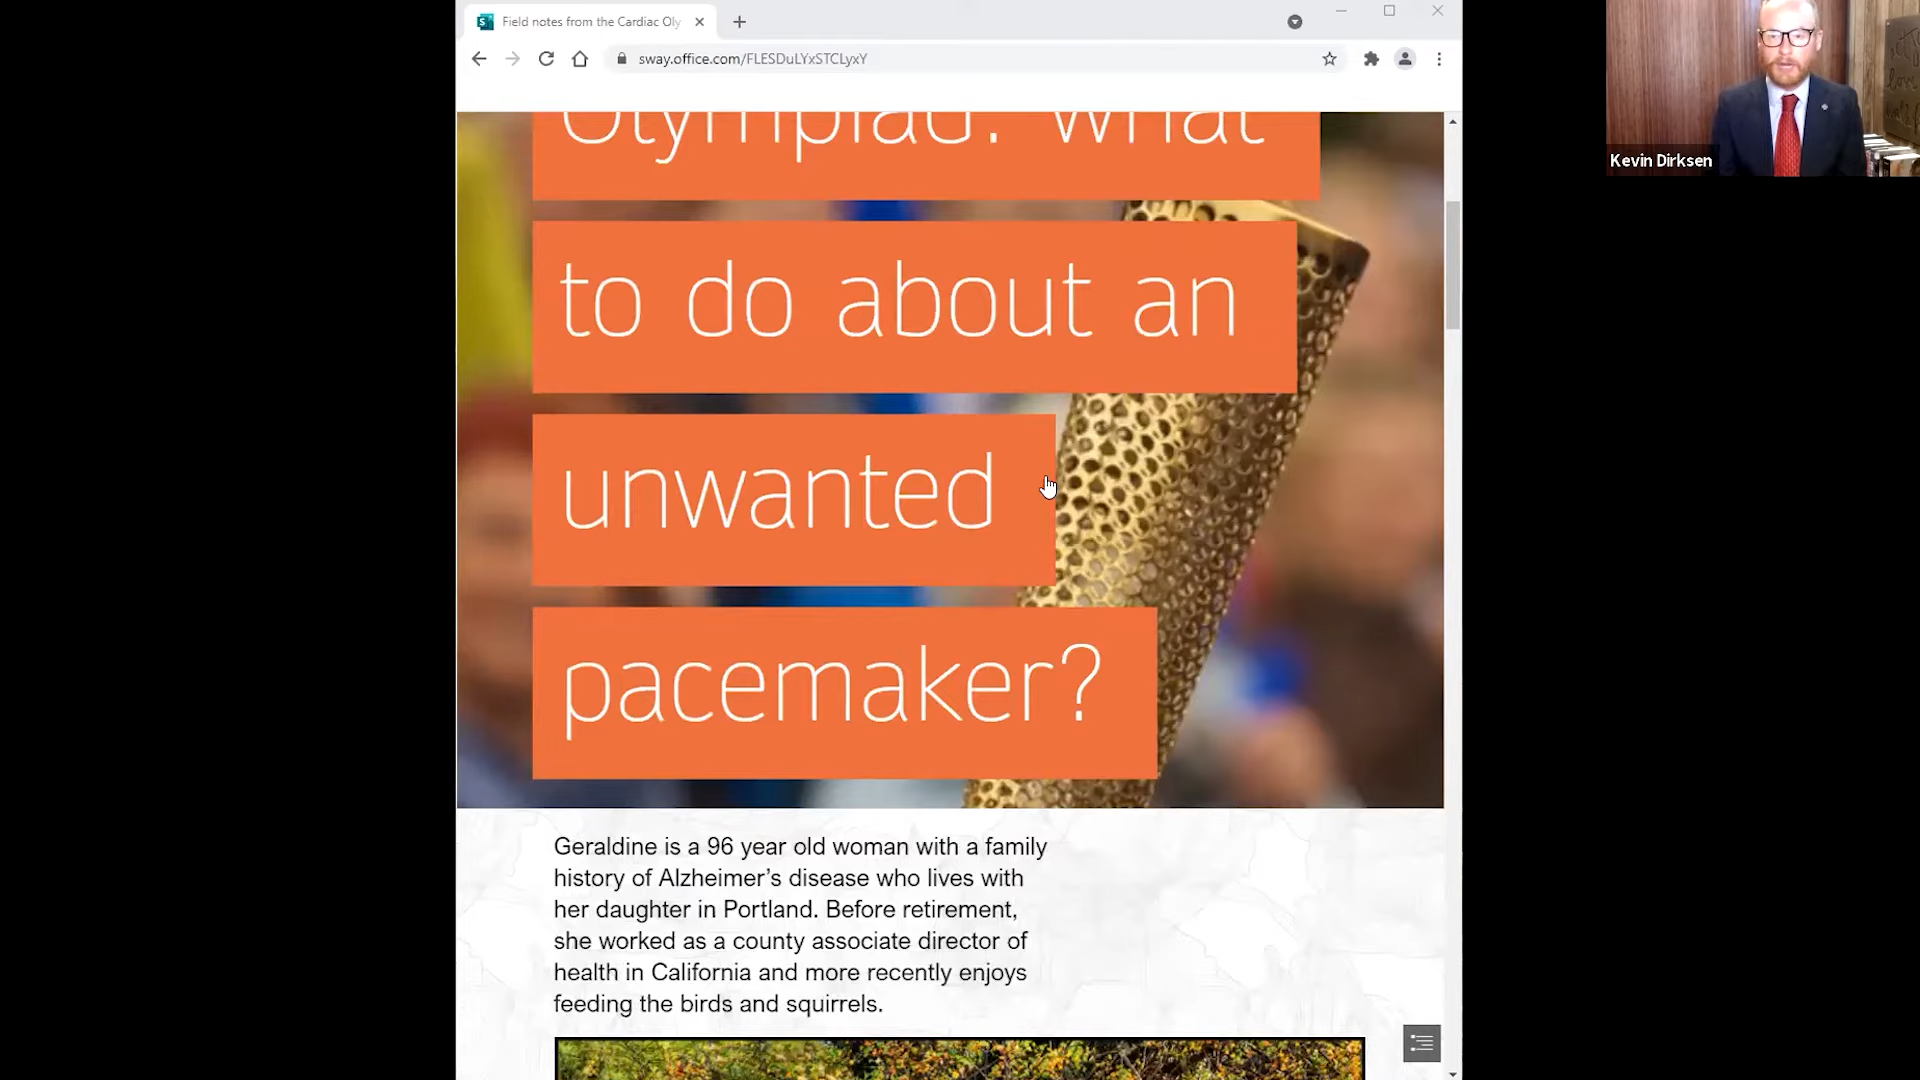 Field notes from the Cardiac Oly
sway.office.com/FLESDuLYxSTCLyxY
Olympiad: What
to do about an
unwanted
pacemaker?
Geraldine is a 96 year old woman with a family
history of Alzheimer's disease who lives with
her daughter in Portland. Before retirement,
she worked as a county associate director of
health in California and more recently enjoys
feeding the birds and squirrels.
Kevin Dirksen